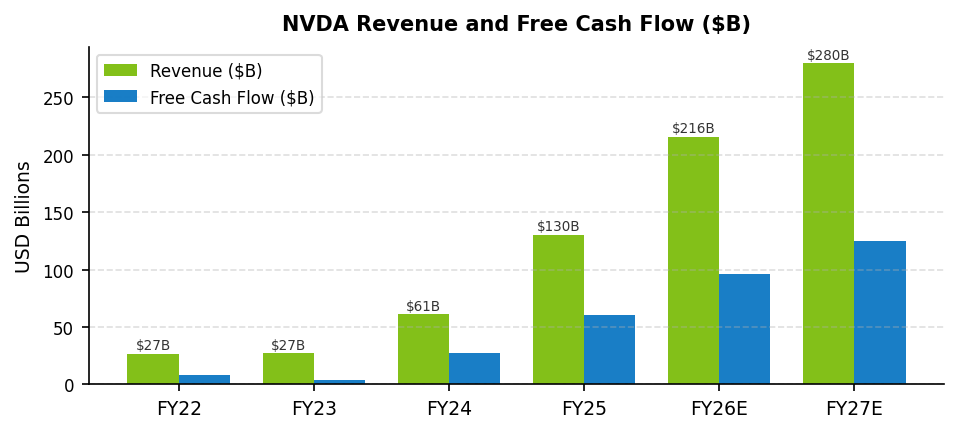 NVDA Revenue and Free Cash Flow ($B)
Revenue ($B)
Free Cash Flow ($B)
USD Billions
250
200
150
100
50
0
$27B
$27B
$61B
$130B
$216B
$280B
FY22
FY23
FY24
FY25
FY26E
FY27E